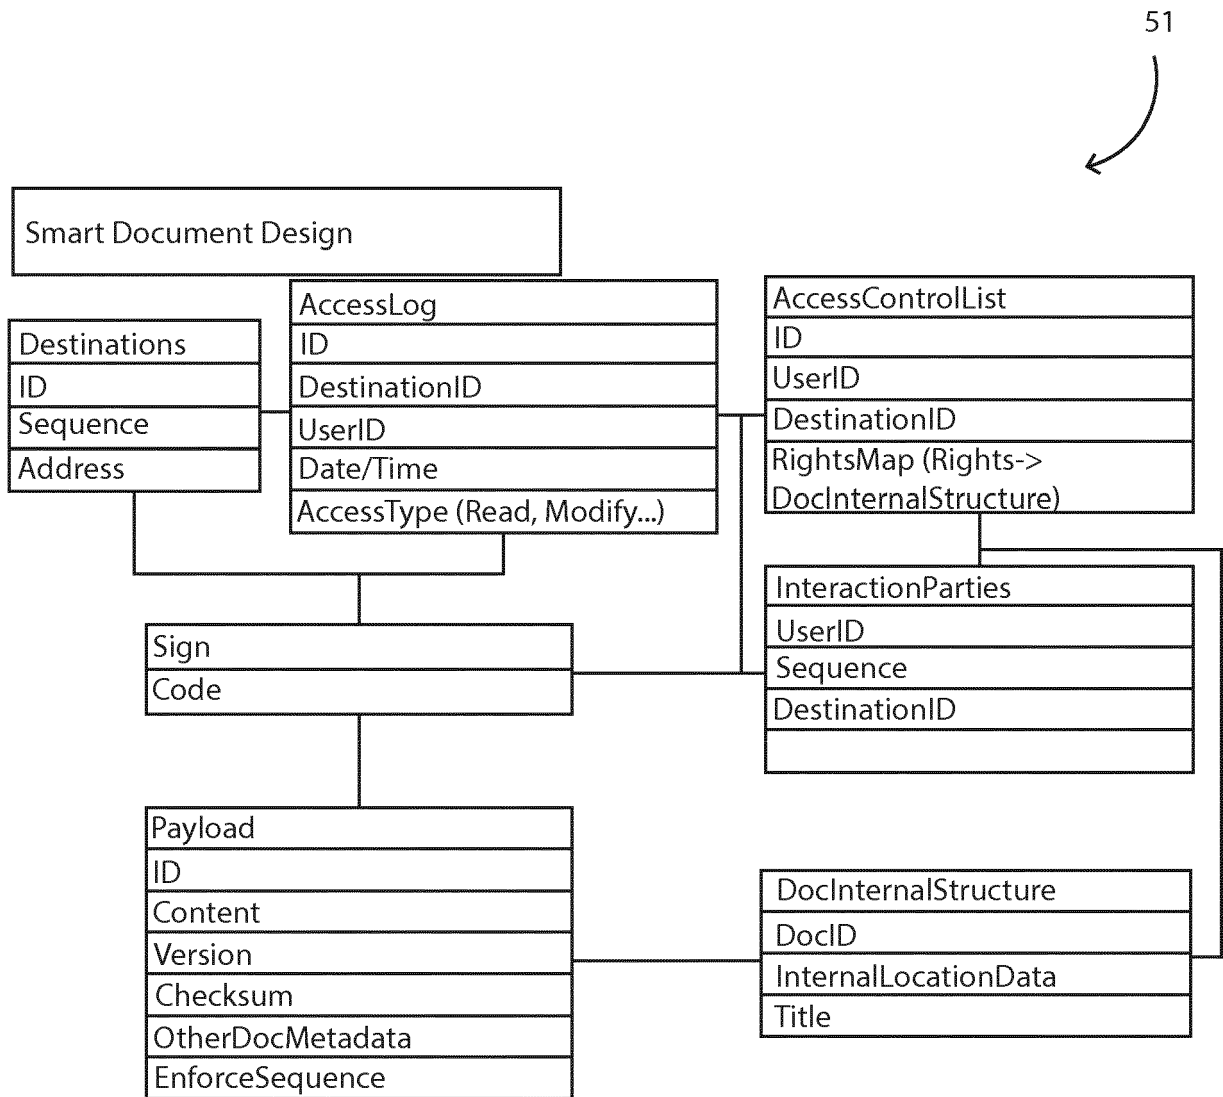 51
Smart Document Design
Destinations
ID
Sequence
Address
AccessLog
ID
DestinationID
UserID
Date/Time
AccessType (Read, Modify...)
AccessControlList
ID
UserID
DestinationID
RightsMap (Rights->
DocInternalStructure)
InteractionParties
UserID
Sequence
DestinationID
Sign
Code
Payload
ID
Content
Version
Checksum
OtherDocMetadata
EnforceSequence
DocInternalStructure
DocID
InternalLocationData
Title